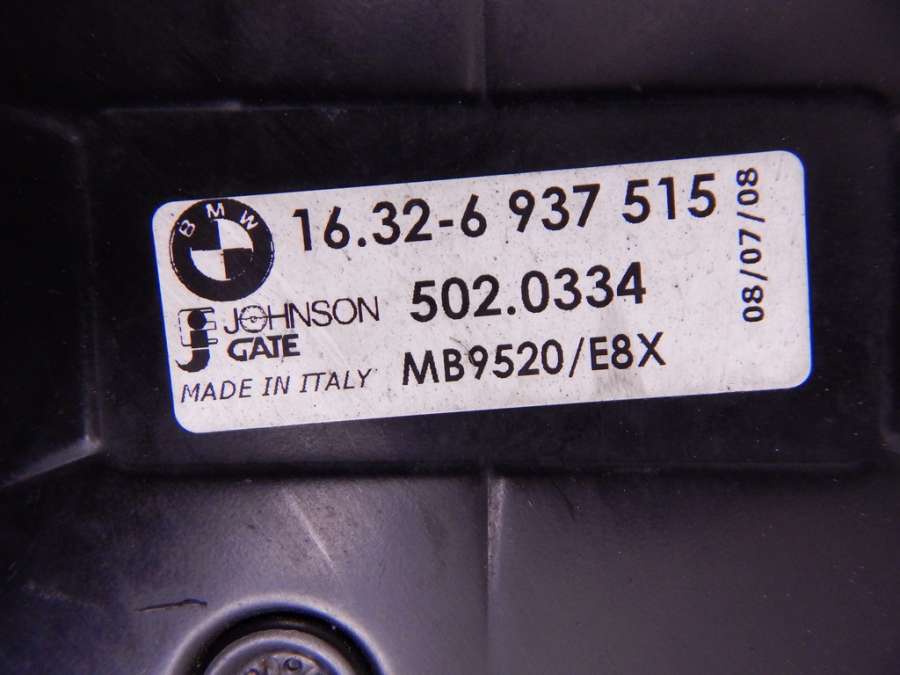 BMW 16.32-6 937 515
JOHNSON GATE 502.0334
MADE IN ITALY MB9520/E8X
08/07/08